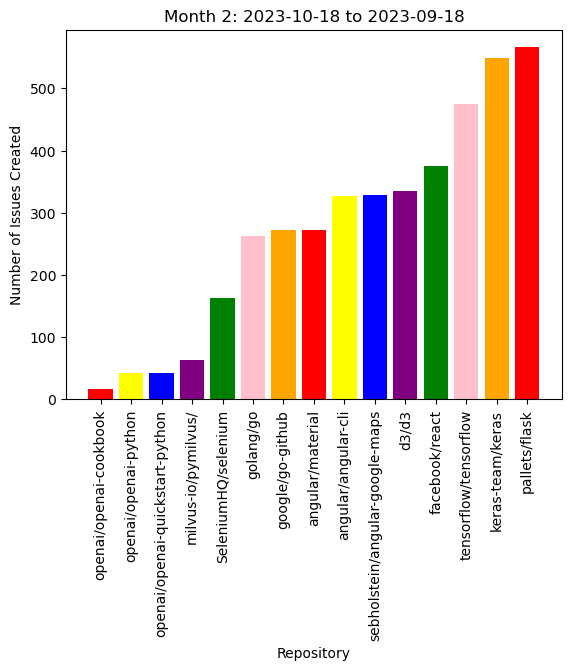 Month 2: 2023-10-18 to 2023-09-18
Number of Issues Created
500
400
300
200
100
0
openai/openai-cookbook
openai/openai-python
openai/openai-quickstart-python
milvus-io/pymilvus/
SeleniumHQ/selenium
golang/go
google/go-github
angular/material
angular/angular-cli
sebholstein/angular-google-maps
d3/d3
facebook/react
tensorflow/tensorflow
keras-team/keras
pallets/flask
Repository